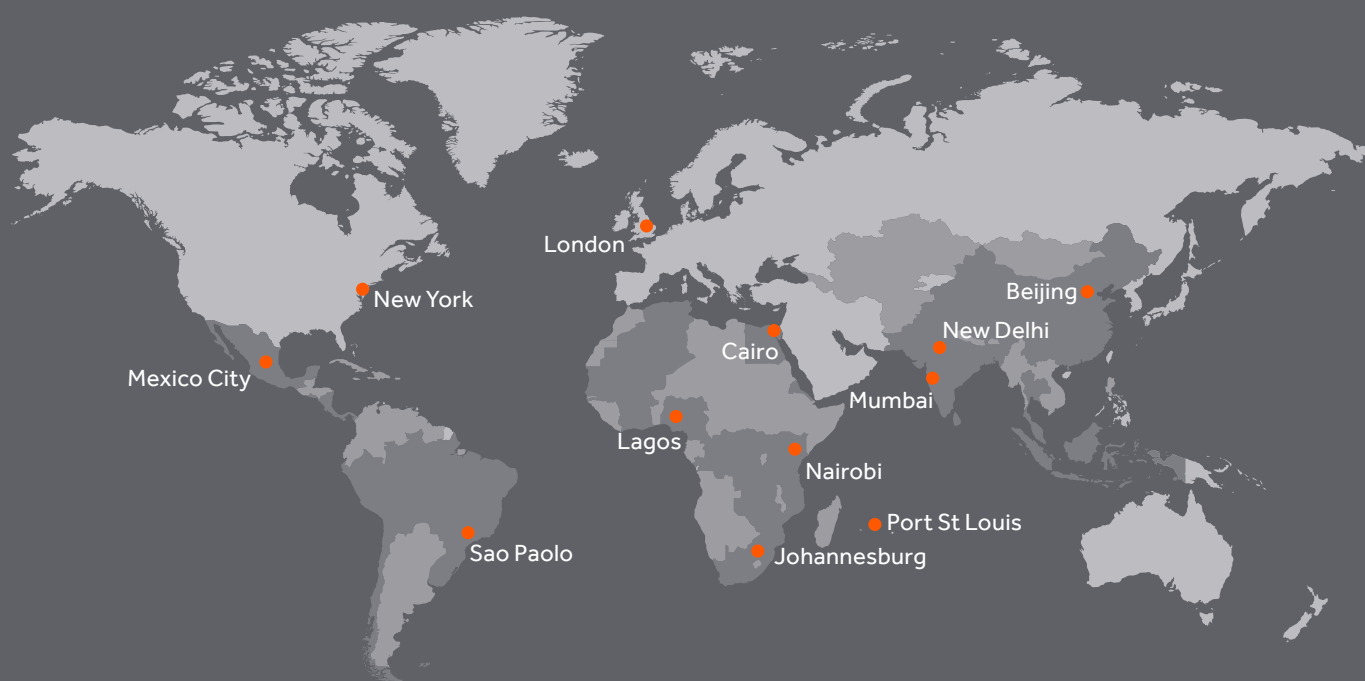 London
New York
Beijing
New Delhi
Cairo
Mexico City
Mumbai
Lagos
Nairobi
Port St Louis
Sao Paolo
Johannesburg